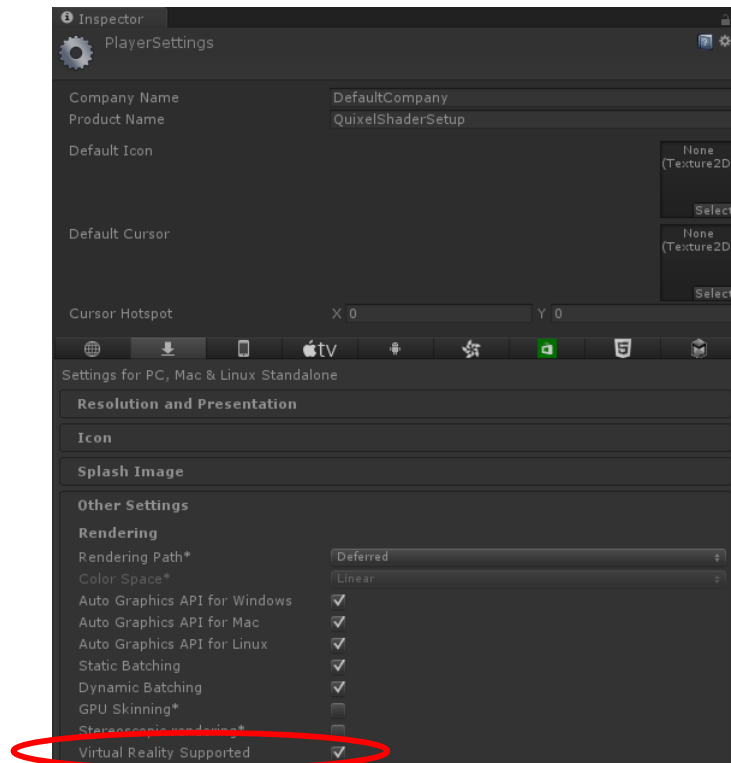 Inspector
PlayerSettings
Company Name DefaultCompany
Product Name QuixelShaderSetup
Default Icon None
(Texture2D
Select
Default Cursor None
(Texture2D
Select
Cursor Hotspot X 0 Y 0
tv
Settings for PC, Mac & Linux Standalone
Resolution and Presentation
Icon
Splash Image
Other Settings
Rendering
Rendering Path* Deferred
Color Space* Linear
Auto Graphics API for Windows
Auto Graphics API for Mac
Auto Graphics API for Linux
Static Batching
Dynamic Batching
GPU Skinning*
Stereoscopic rendering*
Virtual Reality Supported